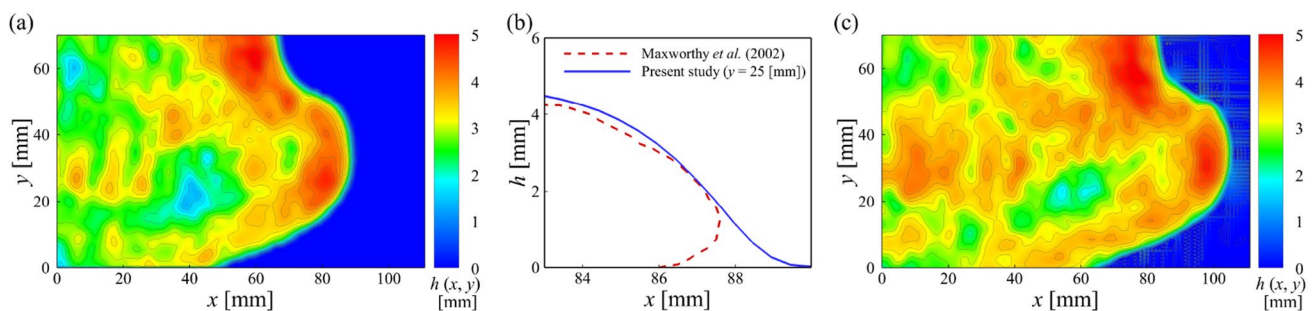 (a)
60
40
20
0
y [mm]
0 20 40 60 80 100
x [mm]
5
4
3
2
1
0
h (x, y)
[mm]
(b)
6
4
2
0
h [mm]
Maxworthy et al. (2002)
Present study (y = 25 [mm])
84 86 88
x [mm]
(c)
60
40
20
0
y [mm]
0 20 40 60 80 100
x [mm]
5
4
3
2
1
0
h (x, y)
[mm]